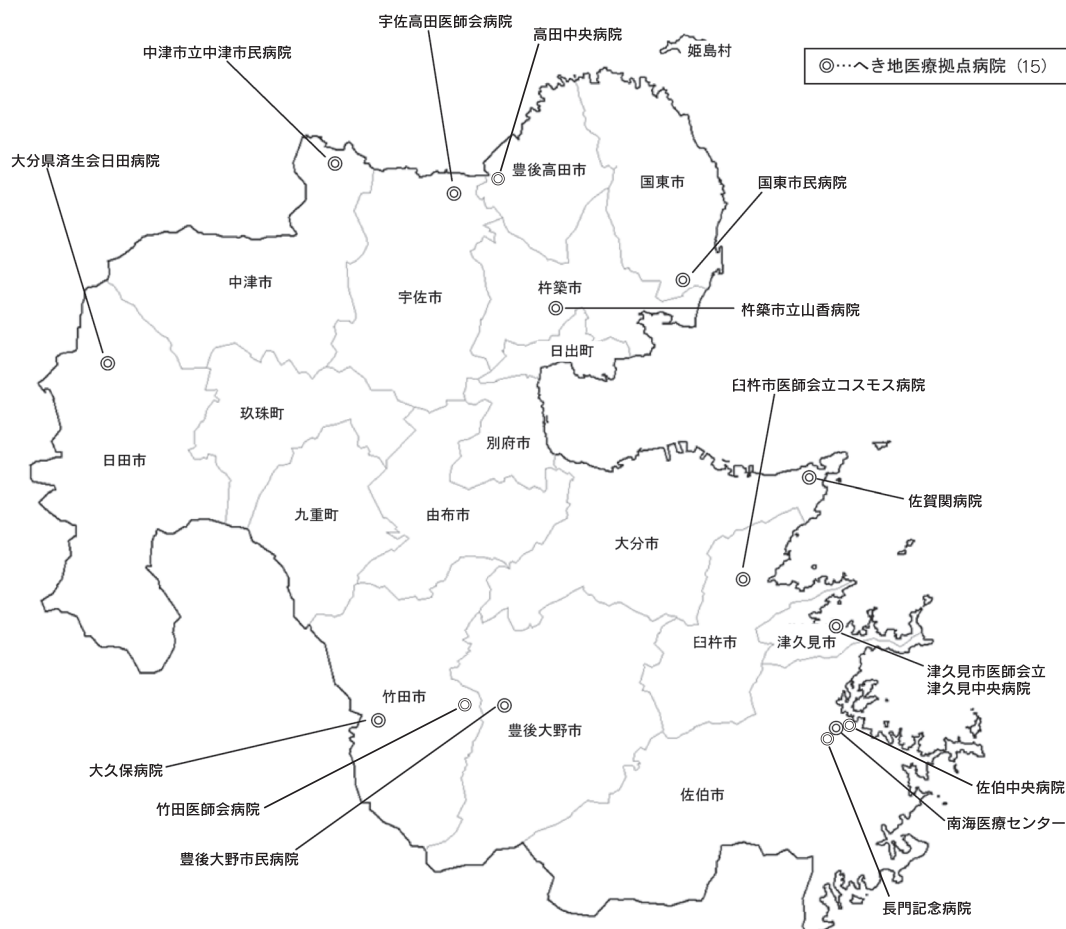 宇佐高田医師会病院
高田中央病院
中津市立中津市民病院
姫島村
◎…へき地医療拠点病院（15）
大分県済生会日田病院
豊後高田市
国東市
国東市民病院
中津市
宇佐市
杵築市
杵築市立山香病院
日出町
臼杵市医師会立コスモス病院
玖珠町
別府市
日田市
佐賀関病院
九重町
由布市
大分市
臼杵市
津久見市
津久見市医師会立
津久見中央病院
竹田市
豊後大野市
大久保病院
佐伯市
佐伯中央病院
竹田医師会病院
南海医療センター
豊後大野市民病院
長門記念病院